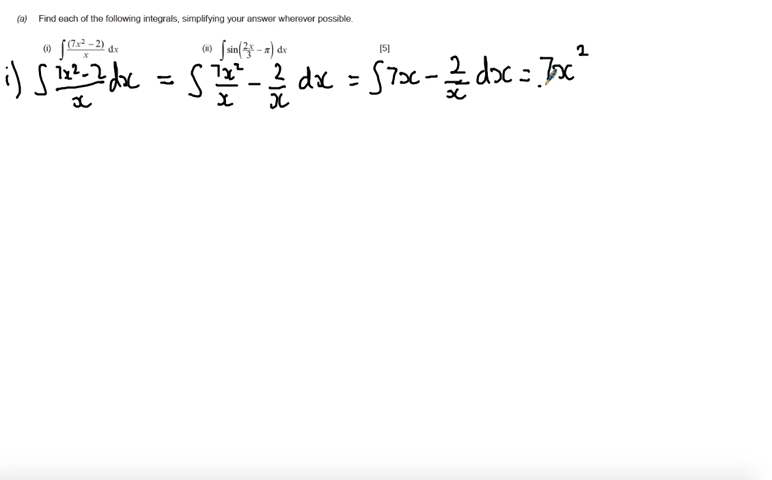 (a) Find each of the following integrals, simplifying your answer wherever possible.
(i) ∫ (7x² – 2)/x dx (ii) ∫ sin(2x/3 – π) dx [5]
i) ∫ (7x² - 2)/x dx = ∫ 7x²/x - 2/x dx = ∫ 7x - 2/x dx = 7x²